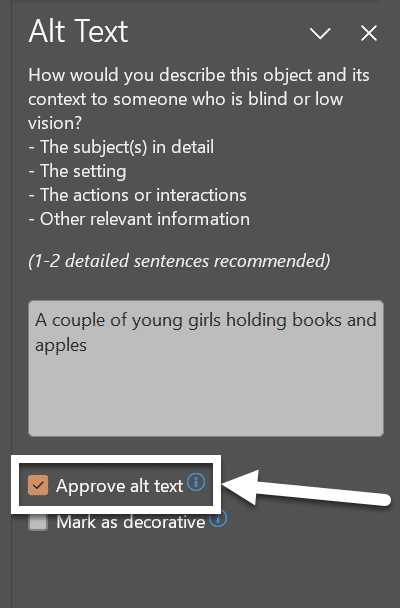 Alt Text
How would you describe this object and its
context to someone who is blind or low
vision?
- The subject(s) in detail
- The setting
- The actions or interactions
- Other relevant information
(1-2 detailed sentences recommended)
A couple of young girls holding books and
apples
Approve alt text
Mark as decorative